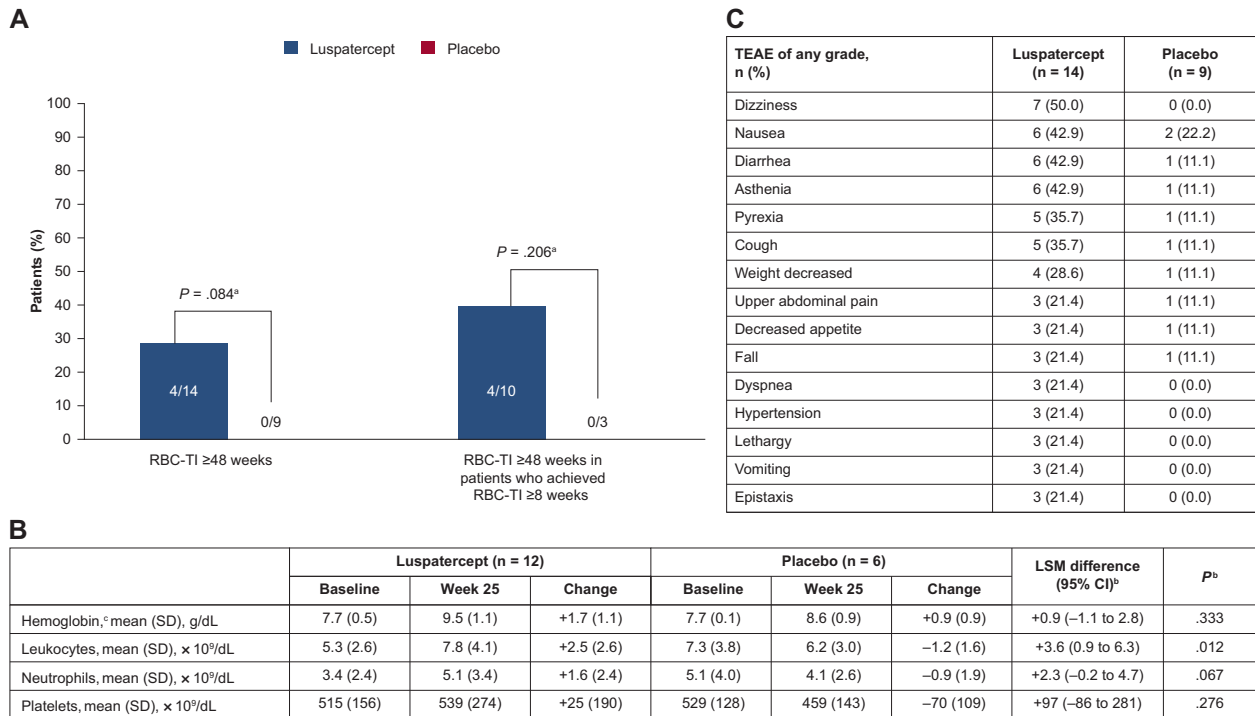 A
Luspatercept Placebo
100
90
80
70
60
50
40
30
20
10
0
Patients (%)
P = .084ᵃ
P = .206ᵃ
4/14
0/9
4/10
0/3
RBC-TI ≥48 weeks
RBC-TI ≥48 weeks in
patients who achieved
RBC-TI ≥8 weeks
C
TEAE of any grade, n (%) Luspatercept (n = 14) Placebo (n = 9)
Dizziness 7 (50.0) 0 (0.0)
Nausea 6 (42.9) 2 (22.2)
Diarrhea 6 (42.9) 1 (11.1)
Asthenia 6 (42.9) 1 (11.1)
Pyrexia 5 (35.7) 1 (11.1)
Cough 5 (35.7) 1 (11.1)
Weight decreased 4 (28.6) 1 (11.1)
Upper abdominal pain 3 (21.4) 1 (11.1)
Decreased appetite 3 (21.4) 1 (11.1)
Fall 3 (21.4) 1 (11.1)
Dyspnea 3 (21.4) 0 (0.0)
Hypertension 3 (21.4) 0 (0.0)
Lethargy 3 (21.4) 0 (0.0)
Vomiting 3 (21.4) 0 (0.0)
Epistaxis 3 (21.4) 0 (0.0)
B
Luspatercept (n = 12) Placebo (n = 6) LSM difference (95% CI)ᵇ Pᵇ
Baseline Week 25 Change Baseline Week 25 Change
Hemoglobin,ᶜ mean (SD), g/dL 7.7 (0.5) 9.5 (1.1) +1.7 (1.1) 7.7 (0.1) 8.6 (0.9) +0.9 (0.9) +0.9 (–1.1 to 2.8) .333
Leukocytes, mean (SD), × 10⁹/dL 5.3 (2.6) 7.8 (4.1) +2.5 (2.6) 7.3 (3.8) 6.2 (3.0) –1.2 (1.6) +3.6 (0.9 to 6.3) .012
Neutrophils, mean (SD), × 10⁹/dL 3.4 (2.4) 5.1 (3.4) +1.6 (2.4) 5.1 (4.0) 4.1 (2.6) –0.9 (1.9) +2.3 (–0.2 to 4.7) .067
Platelets, mean (SD), × 10⁹/dL 515 (156) 539 (274) +25 (190) 529 (128) 459 (143) –70 (109) +97 (–86 to 281) .276